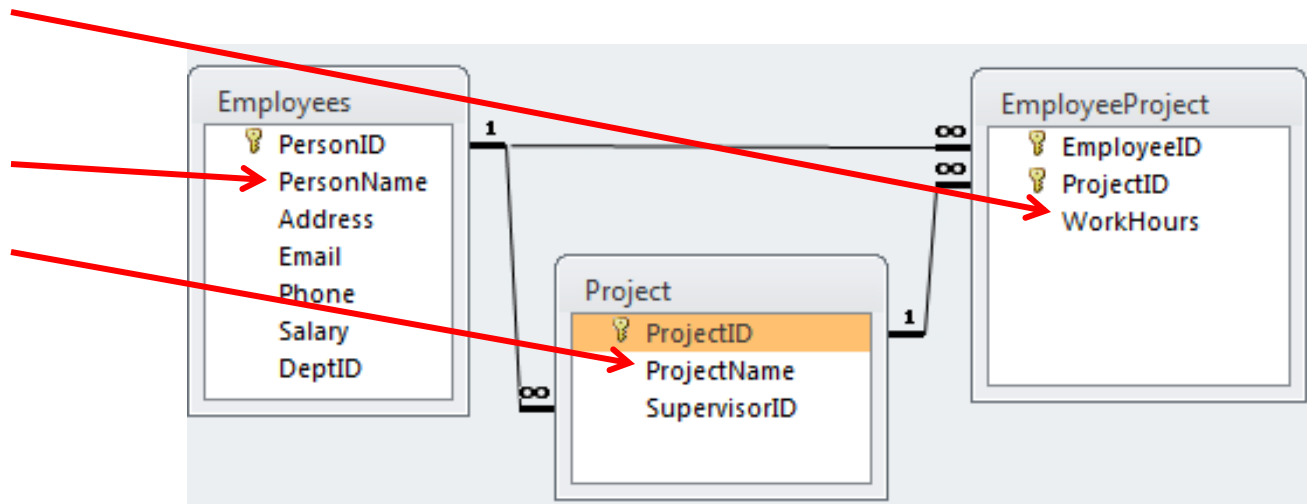 Employees
PersonID
PersonName
Address
Email
Phone
Salary
DeptID
1
∞
∞
1
∞
Project
ProjectID
ProjectName
SupervisorID
EmployeeProject
EmployeeID
ProjectID
WorkHours